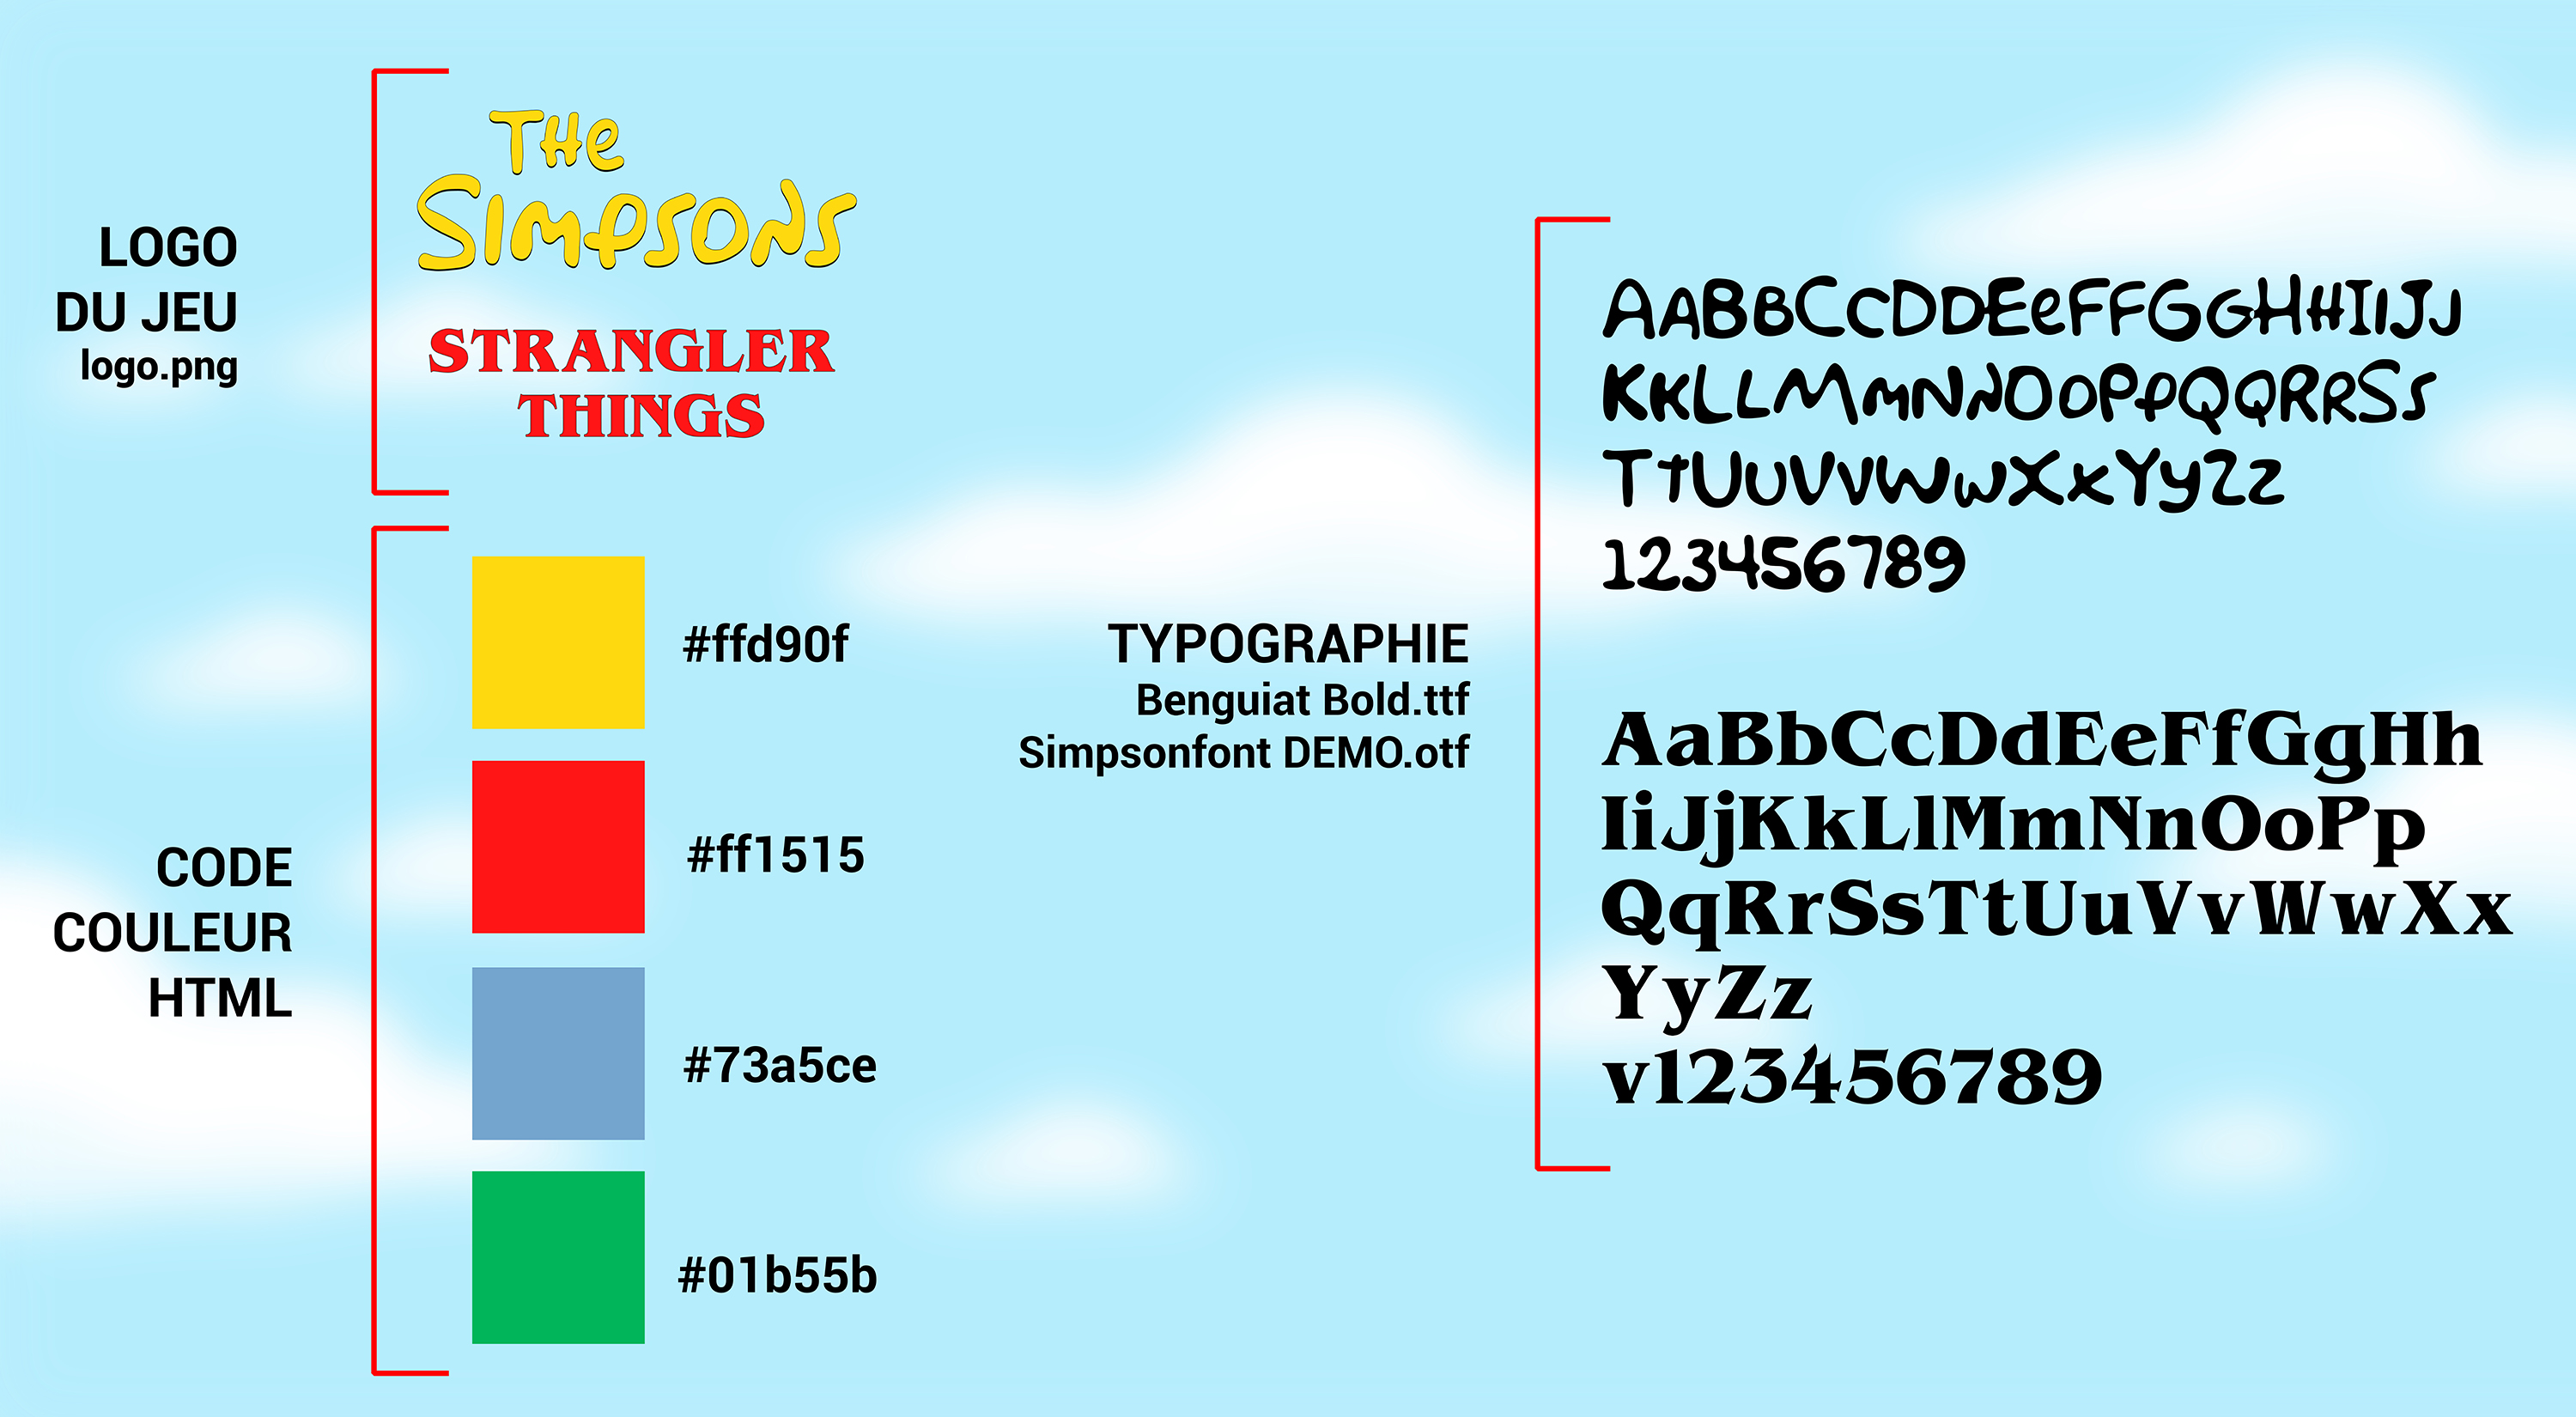 LOGO
DU JEU
logo.png
THe
SIMPSONS
STRANGLER
THINGS
CODE
COULEUR
HTML
#ffd90f
#ff1515
#73a5ce
#01b55b
TYPOGRAPHIE
Benguiat Bold.ttf
Simpsonfont DEMO.otf
AABBCCDDEeFFGGHHIIJJ
KKLLMMNNOOPPQQRRSS
TtUUVVWWXxYyZz
123456789
AaBbCcDdEeFfGgHh
IiJjKkLlMmNnOoPp
QqRrSsTtUuVvWwXx
YyZz
v123456789